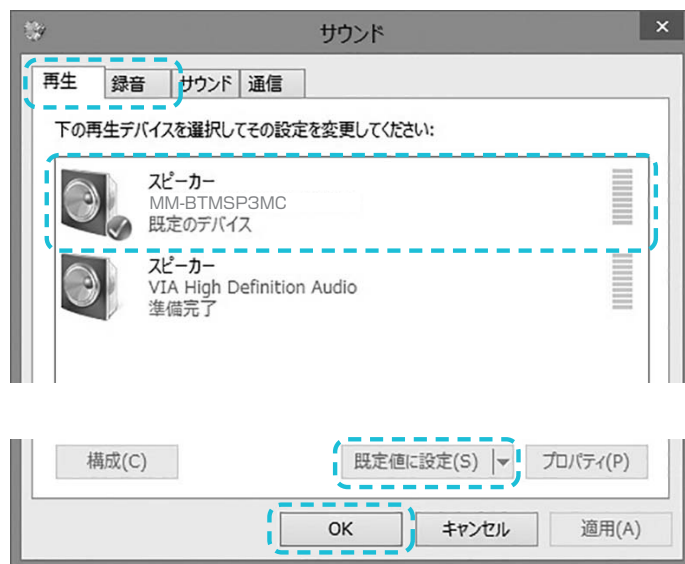 サウンド
再生 録音 サウンド 通信
下の再生デバイスを選択してその設定を変更してください:
スピーカー
MM-BTMSP3MC
既定のデバイス
スピーカー
VIA High Definition Audio
準備完了
構成(C) 既定値に設定(S) プロパティ(P)
OK キャンセル 適用(A)